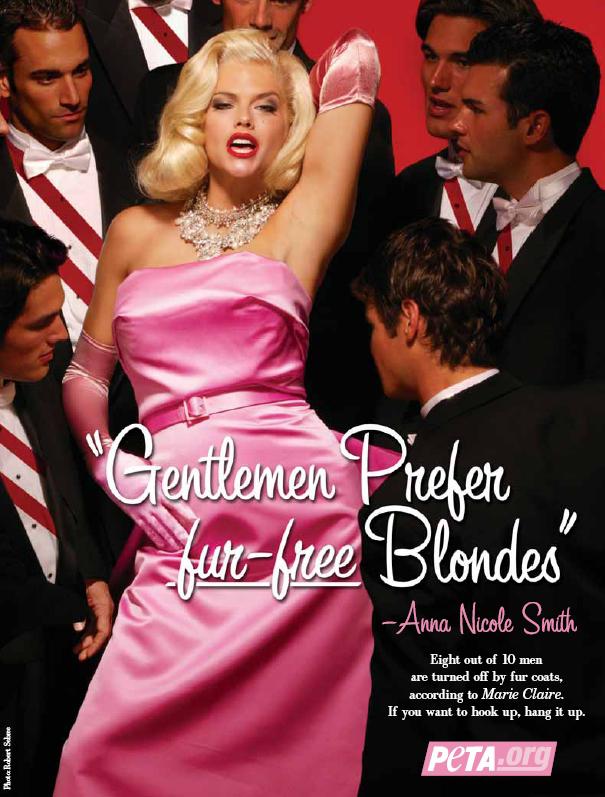 "Gentlemen Prefer
fur-free Blondes"
–Anna Nicole Smith
Eight out of 10 men
are turned off by fur coats,
according to Marie Claire.
If you want to hook up, hang it up.
PETA.org
Photo: Robert Sebree